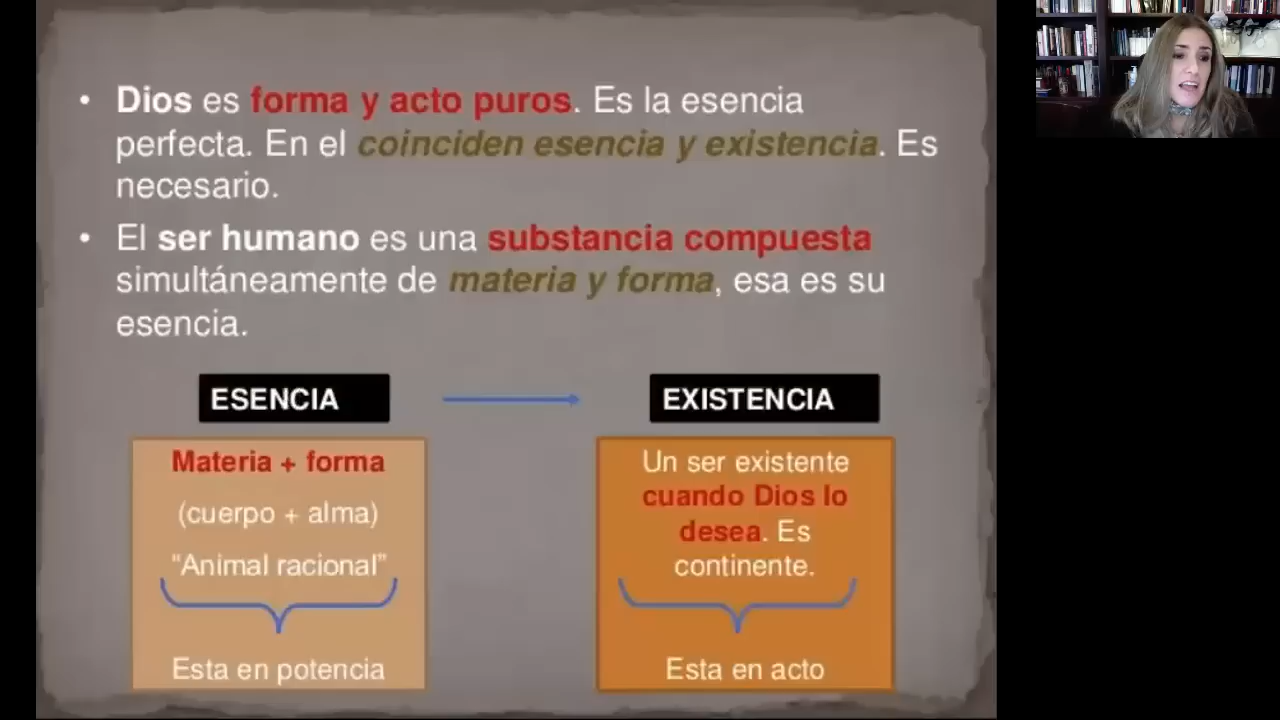 • Dios es forma y acto puros. Es la esencia
perfecta. En el coinciden esencia y existencia. Es
necesario.
• El ser humano es una substancia compuesta
simultáneamente de materia y forma, esa es su
esencia.
ESENCIA
EXISTENCIA
Materia + forma
(cuerpo + alma)
“Animal racional”
Esta en potencia
Un ser existente
cuando Dios lo
desea. Es
continente.
Esta en acto